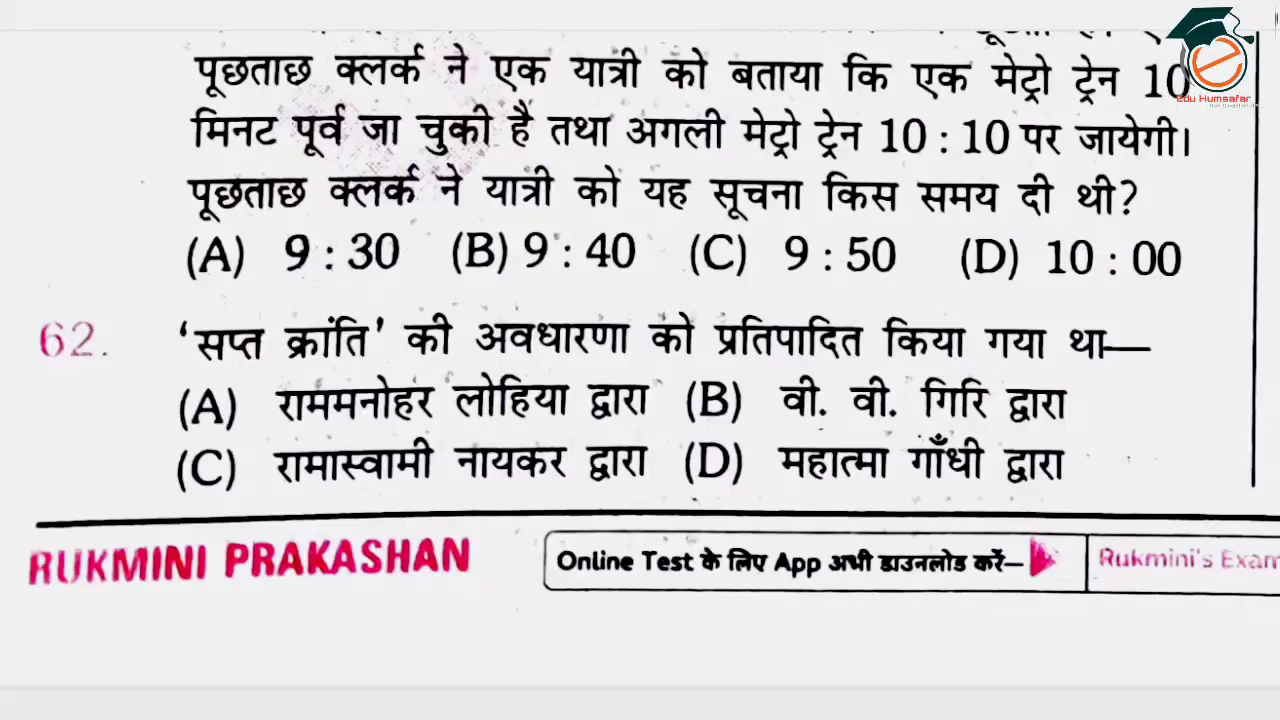 पूछताछ क्लर्क ने एक यात्री को बताया कि एक मेट्रो ट्रेन 10
मिनट पूर्व जा चुकी है तथा अगली मेट्रो ट्रेन 10 : 10 पर जायेगी।
पूछताछ क्लर्क ने यात्री को यह सूचना किस समय दी थी?
(A) 9 : 30 (B) 9 : 40 (C) 9 : 50 (D) 10 : 00
62. ‘सप्त क्रांति’ की अवधारणा को प्रतिपादित किया गया था—
(A) राममनोहर लोहिया द्वारा (B) वी. वी. गिरि द्वारा
(C) रामास्वामी नायकर द्वारा (D) महात्मा गाँधी द्वारा
RUKMINI PRAKASHAN
Online Test के लिए App अभी डाउनलोड करें—
Rukmini's Exam
Edu Humsafar